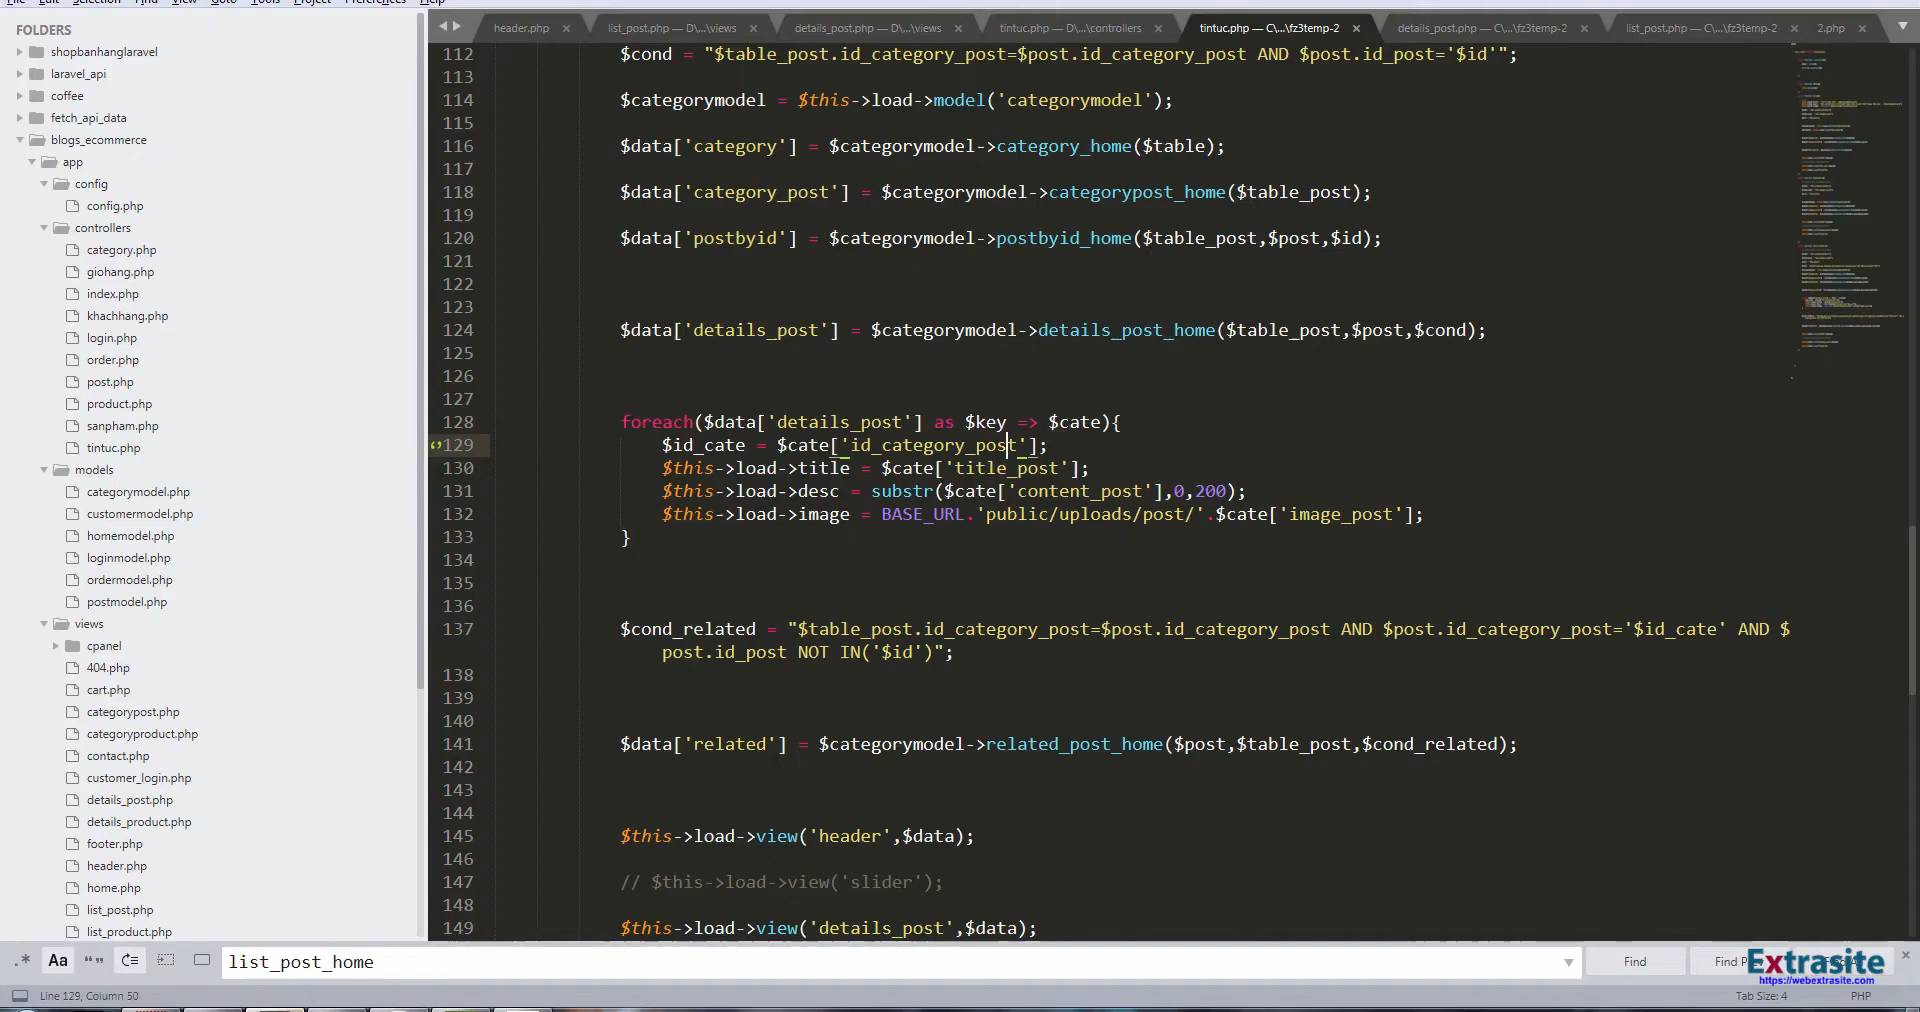 File Edit Selection Find View Goto Tools Project Preferences Help
FOLDERS
shopbanhanglaravel
laravel_api
coffee
fetch_api_data
blogs_ecommerce
app
config
config.php
controllers
category.php
giohang.php
index.php
khachhang.php
login.php
order.php
post.php
product.php
sanpham.php
tintuc.php
models
categorymodel.php
customermodel.php
homemodel.php
loginmodel.php
ordermodel.php
postmodel.php
views
cpanel
404.php
cart.php
categorypost.php
categoryproduct.php
contact.php
customer_login.php
details_post.php
details_product.php
footer.php
header.php
home.php
list_post.php
list_product.php
header.php
list_post.php — D\...\views
details_post.php — D\...\views
tintuc.php — D\...\controllers
tintuc.php — C\...\fz3temp-2
details_post.php — C\...\fz3temp-2
list_post.php — C\...\fz3temp-2
2.php
112 $cond = "$table_post.id_category_post=$post.id_category_post AND $post.id_post='$id'";
113
114 $categorymodel = $this->load->model('categorymodel');
115
116 $data['category'] = $categorymodel->category_home($table);
117
118 $data['category_post'] = $categorymodel->categorypost_home($table_post);
119
120 $data['postbyid'] = $categorymodel->postbyid_home($table_post,$post,$id);
121
122
123
124 $data['details_post'] = $categorymodel->details_post_home($table_post,$post,$cond);
125
126
127
128 foreach($data['details_post'] as $key => $cate){
129 $id_cate = $cate['id_category_post'];
130 $this->load->title = $cate['title_post'];
131 $this->load->desc = substr($cate['content_post'],0,200);
132 $this->load->image = BASE_URL.'public/uploads/post/'.$cate['image_post'];
133 }
134
135
136
137 $cond_related = "$table_post.id_category_post=$post.id_category_post AND $post.id_category_post='$id_cate' AND $
post.id_post NOT IN('$id')";
138
139
140
141 $data['related'] = $categorymodel->related_post_home($post,$table_post,$cond_related);
142
143
144
145 $this->load->view('header',$data);
146
147 // $this->load->view('slider');
148
149 $this->load->view('details_post',$data);
.* Aa list_post_home Find
Extrasite
https://webextrasite.com
Line 129, Column 50
Tab Size: 4 PHP